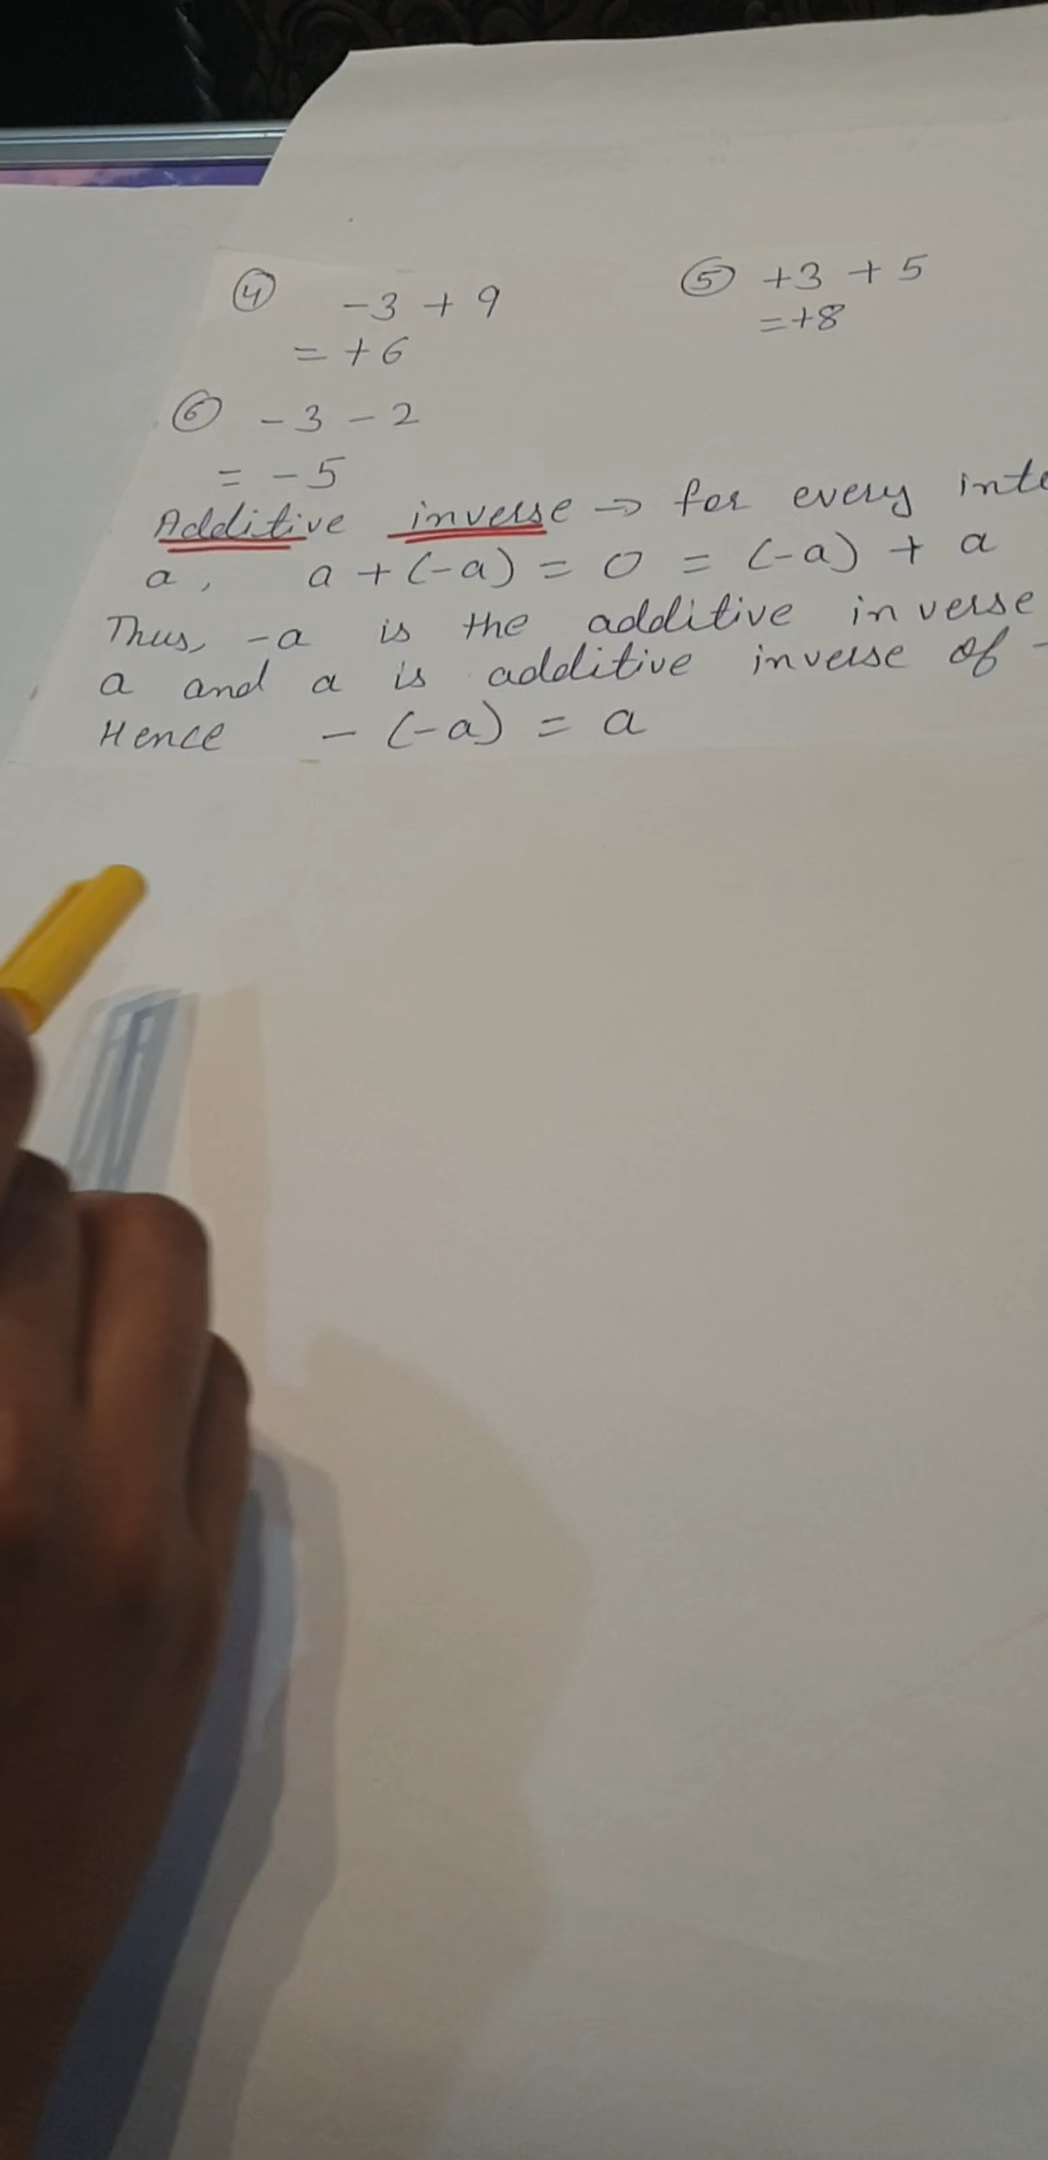 ④ -3 + 9
= +6
⑤ +3 + 5
= +8
⑥ -3 - 2
= -5
Additive inverse → for every
a, a + (-a) = 0 = (-a) + a
Thus, -a is the additive inverse
a and a is additive inverse of -
Hence - (-a) = a